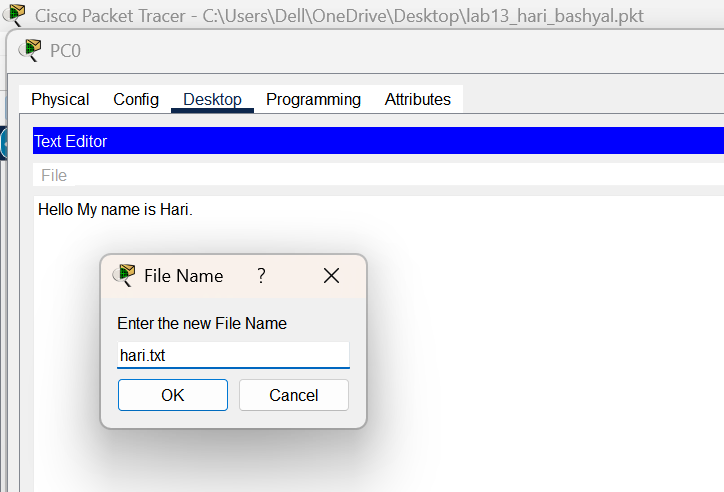 Cisco Packet Tracer - C:\Users\Dell\OneDrive\Desktop\lab13_hari_bashyal.pkt
PC0
Physical Config Desktop Programming Attributes
Text Editor
File
Hello My name is Hari.
File Name ?
Enter the new File Name
hari.txt
OK Cancel